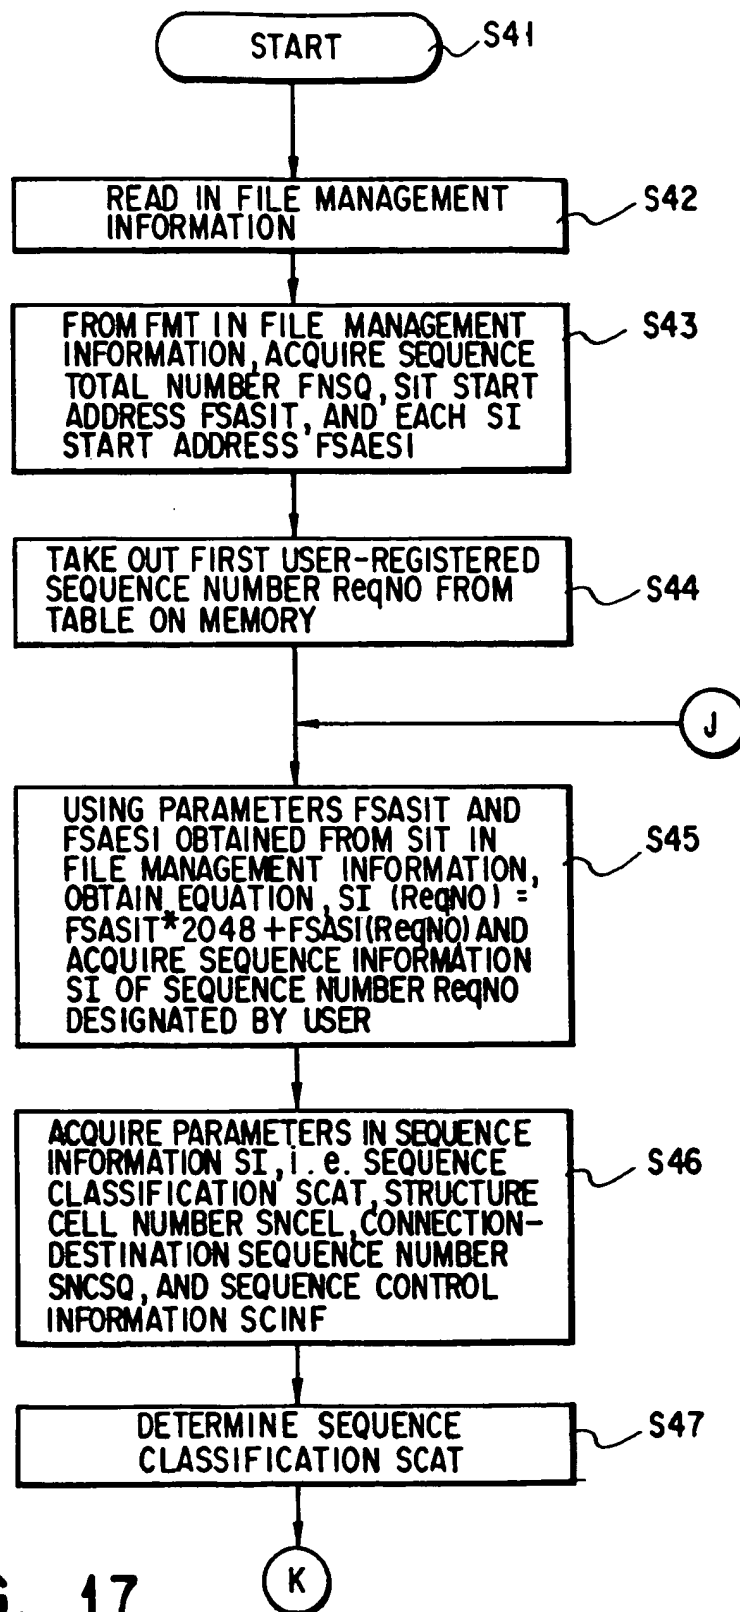 START
S41
READ IN FILE MANAGEMENT
INFORMATION
S42
FROM FMT IN FILE MANAGEMENT
INFORMATION, ACQUIRE SEQUENCE
TOTAL NUMBER FNSQ, SIT START
ADDRESS FSASIT, AND EACH SI
START ADDRESS FSAESI
S43
TAKE OUT FIRST USER-REGISTERED
SEQUENCE NUMBER ReqNO FROM
TABLE ON MEMORY
S44
J
USING PARAMETERS FSASIT AND
FSAESI OBTAINED FROM SIT IN
FILE MANAGEMENT INFORMATION,
OBTAIN EQUATION, SI (ReqNO) =
FSASIT*2048+FSASI(ReqNO) AND
ACQUIRE SEQUENCE INFORMATION
SI OF SEQUENCE NUMBER ReqNO
DESIGNATED BY USER
S45
ACQUIRE PARAMETERS IN SEQUENCE
INFORMATION SI, i.e. SEQUENCE
CLASSIFICATION SCAT, STRUCTURE
CELL NUMBER SNCEL, CONNECTION-
DESTINATION SEQUENCE NUMBER
SNCSQ, AND SEQUENCE CONTROL
INFORMATION SCINF
S46
DETERMINE SEQUENCE
CLASSIFICATION SCAT
S47
K
G. 17